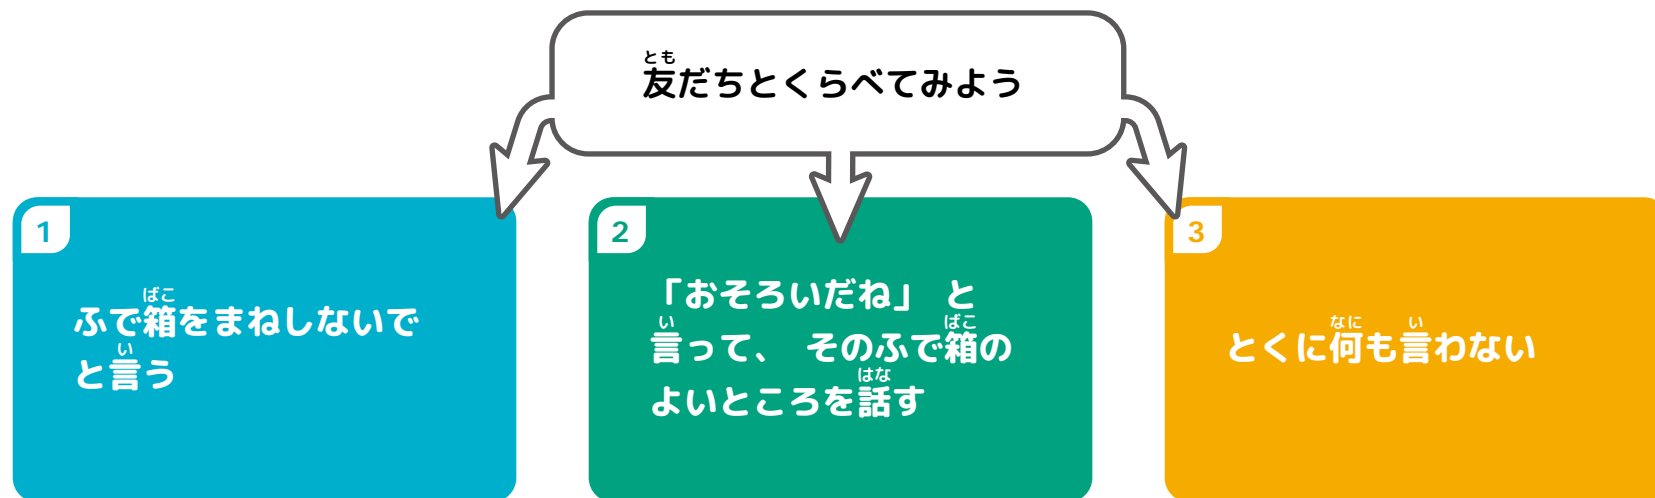 とも
友だちとくらべてみよう
1
ばこ
ふで箱をまねしないで
い
と言う
2
「おそろいだね」 と
い ばこ
言って、 そのふで箱の
はな
よいところを話す
3
なに い
とくに何も言わない